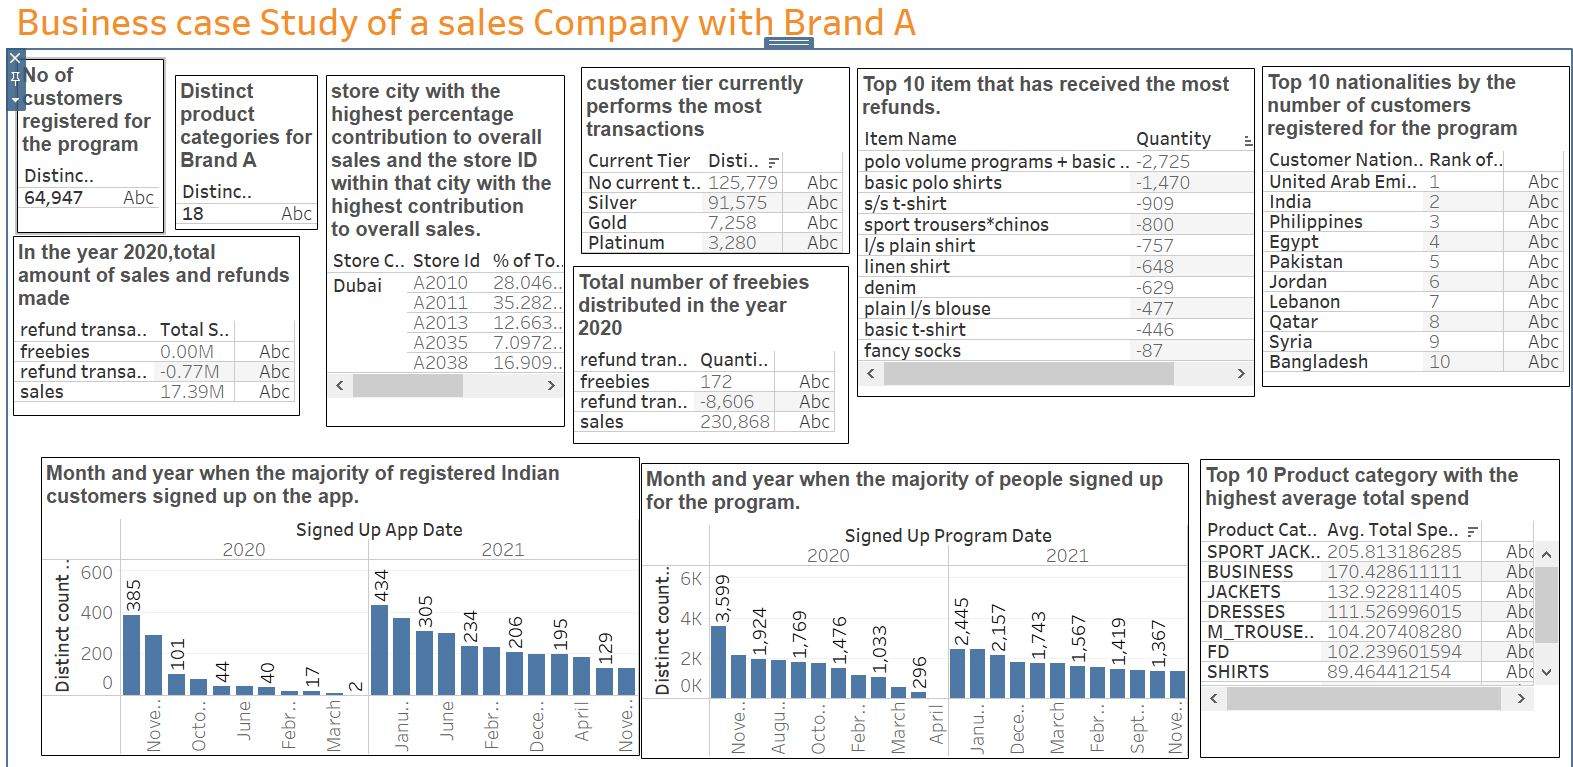 Business case Study of a sales Company with Brand A
No of
customers
registered for
the program
Distinc..
64,947 Abc
Distinct
product
categories for
Brand A
Distinc..
18 Abc
store city with the
highest percentage
contribution to overall
sales and the store ID
within that city with the
highest contribution
to overall sales.
Store C.. Store Id % of To..
Dubai A2010 28.046..
A2011 35.282..
A2013 12.663..
A2035 7.0972..
A2038 16.909..
customer tier currently
performs the most
transactions
Current Tier Disti..
No current t.. 125,779 Abc
Silver 91,575 Abc
Gold 7,258 Abc
Platinum 3,280 Abc
Top 10 item that has received the most
refunds.
Item Name Quantity
polo volume programs + basic .. -2,725
basic polo shirts -1,470
s/s t-shirt -909
sport trousers*chinos -800
l/s plain shirt -757
linen shirt -648
denim -629
plain l/s blouse -477
basic t-shirt -446
fancy socks -87
Top 10 nationalities by the
number of customers
registered for the program
Customer Nation.. Rank of..
United Arab Emi.. 1 Abc
India 2 Abc
Philippines 3 Abc
Egypt 4 Abc
Pakistan 5 Abc
Jordan 6 Abc
Lebanon 7 Abc
Qatar 8 Abc
Syria 9 Abc
Bangladesh 10 Abc
In the year 2020,total
amount of sales and refunds
made
refund transa.. Total S..
freebies 0.00M Abc
refund transa.. -0.77M Abc
sales 17.39M Abc
Total number of freebies
distributed in the year
2020
refund tran.. Quanti..
freebies 172 Abc
refund tran.. -8,606 Abc
sales 230,868 Abc
Month and year when the majority of registered Indian
customers signed up on the app.
Signed Up App Date
2020 2021
Distinct count ..
600
400
200
0
385 101 44 40 17 2 434 305 234 206 195 129
Nove.. Octo.. June Febr.. March Janu.. June Febr.. Dece.. April Nove..
Month and year when the majority of people signed up
for the program.
Signed Up Program Date
2020 2021
Distinct count..
6K
4K
2K
0K
3,599 1,924 1,769 1,476 1,033 296 2,445 2,157 1,743 1,567 1,419 1,367
Nove.. Augu.. Octo.. Febr.. March April Janu.. Dece.. March Febr.. Sept.. Nove..
Top 10 Product category with the
highest average total spend
Product Cat.. Avg. Total Spe..
SPORT JACK.. 205.813186285 Abc
BUSINESS 170.428611111 Abc
JACKETS 132.922811405 Abc
DRESSES 111.526996015 Abc
M_TROUSE.. 104.207408280 Abc
FD 102.239601594 Abc
SHIRTS 89.464412154 Abc